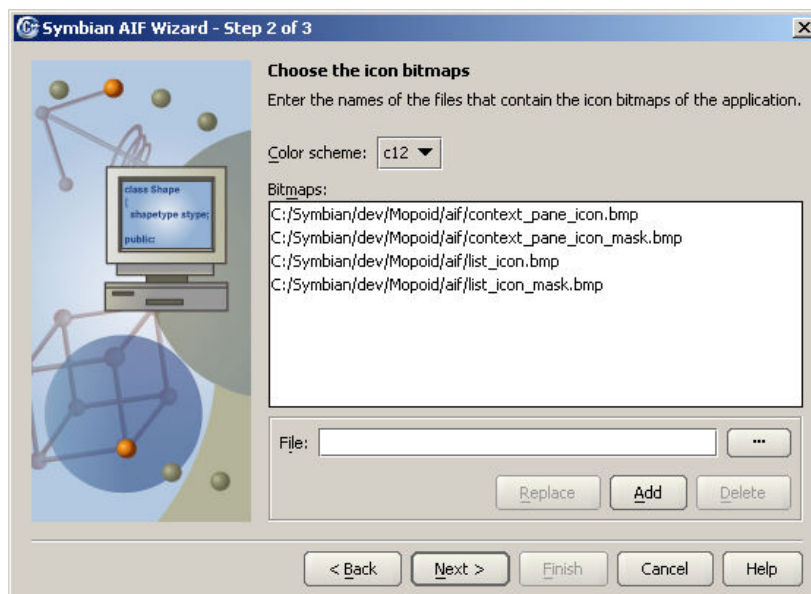 Symbian AIF Wizard - Step 2 of 3
Choose the icon bitmaps
Enter the names of the files that contain the icon bitmaps of the application.
Color scheme: c12
class Shape
{
shapetype stype;
public:
Bitmaps:
C:/Symbian/dev/Mopoid/aif/context_pane_icon.bmp
C:/Symbian/dev/Mopoid/aif/context_pane_icon_mask.bmp
C:/Symbian/dev/Mopoid/aif/list_icon.bmp
C:/Symbian/dev/Mopoid/aif/list_icon_mask.bmp
File: ...
Replace Add Delete
< Back Next > Finish Cancel Help